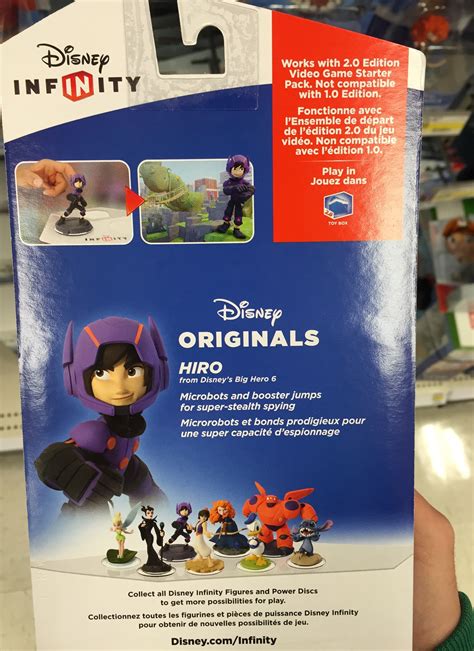 Disney
INFINITY
Works with 2.0 Edition
Video Game Starter
Pack. Not compatible
with 1.0 Edition.
Fonctionne avec
l'Ensemble de départ
de l'édition 2.0 du jeu
vidéo. Non compatible
avec l'édition 1.0.
Play in
Jouez dans
TOY BOX
INFINITY
Disney
ORIGINALS
HIRO
from Disney's Big Hero 6
Microbots and booster jumps
for super-stealth spying
Microrobots et bonds prodigieux pour
une super capacité d'espionnage
Collect all Disney Infinity Figures and Power Discs
to get more possibilities for play.
Collectionnez toutes les figurines et pièces de puissance Disney Infinity
pour obtenir de nouvelles possibilités de jeu.
Disney.com/Infinity